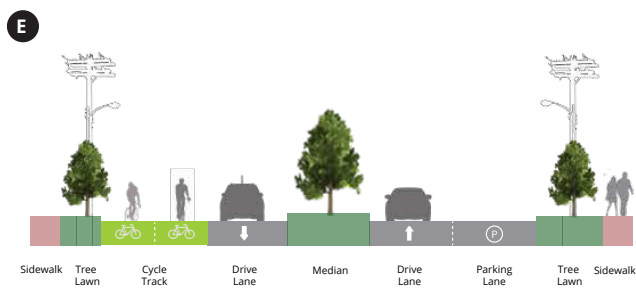 E
P
Sidewalk
Tree
Lawn
Cycle
Track
Drive
Lane
Median
Drive
Lane
Parking
Lane
Tree
Lawn
Sidewalk